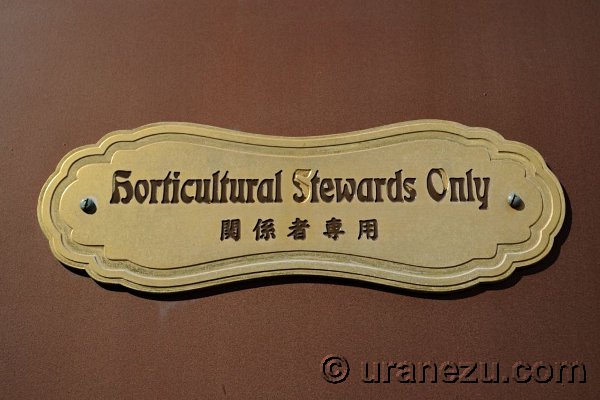 Horticultural Stewards Only
関係者専用
© uranezu.com